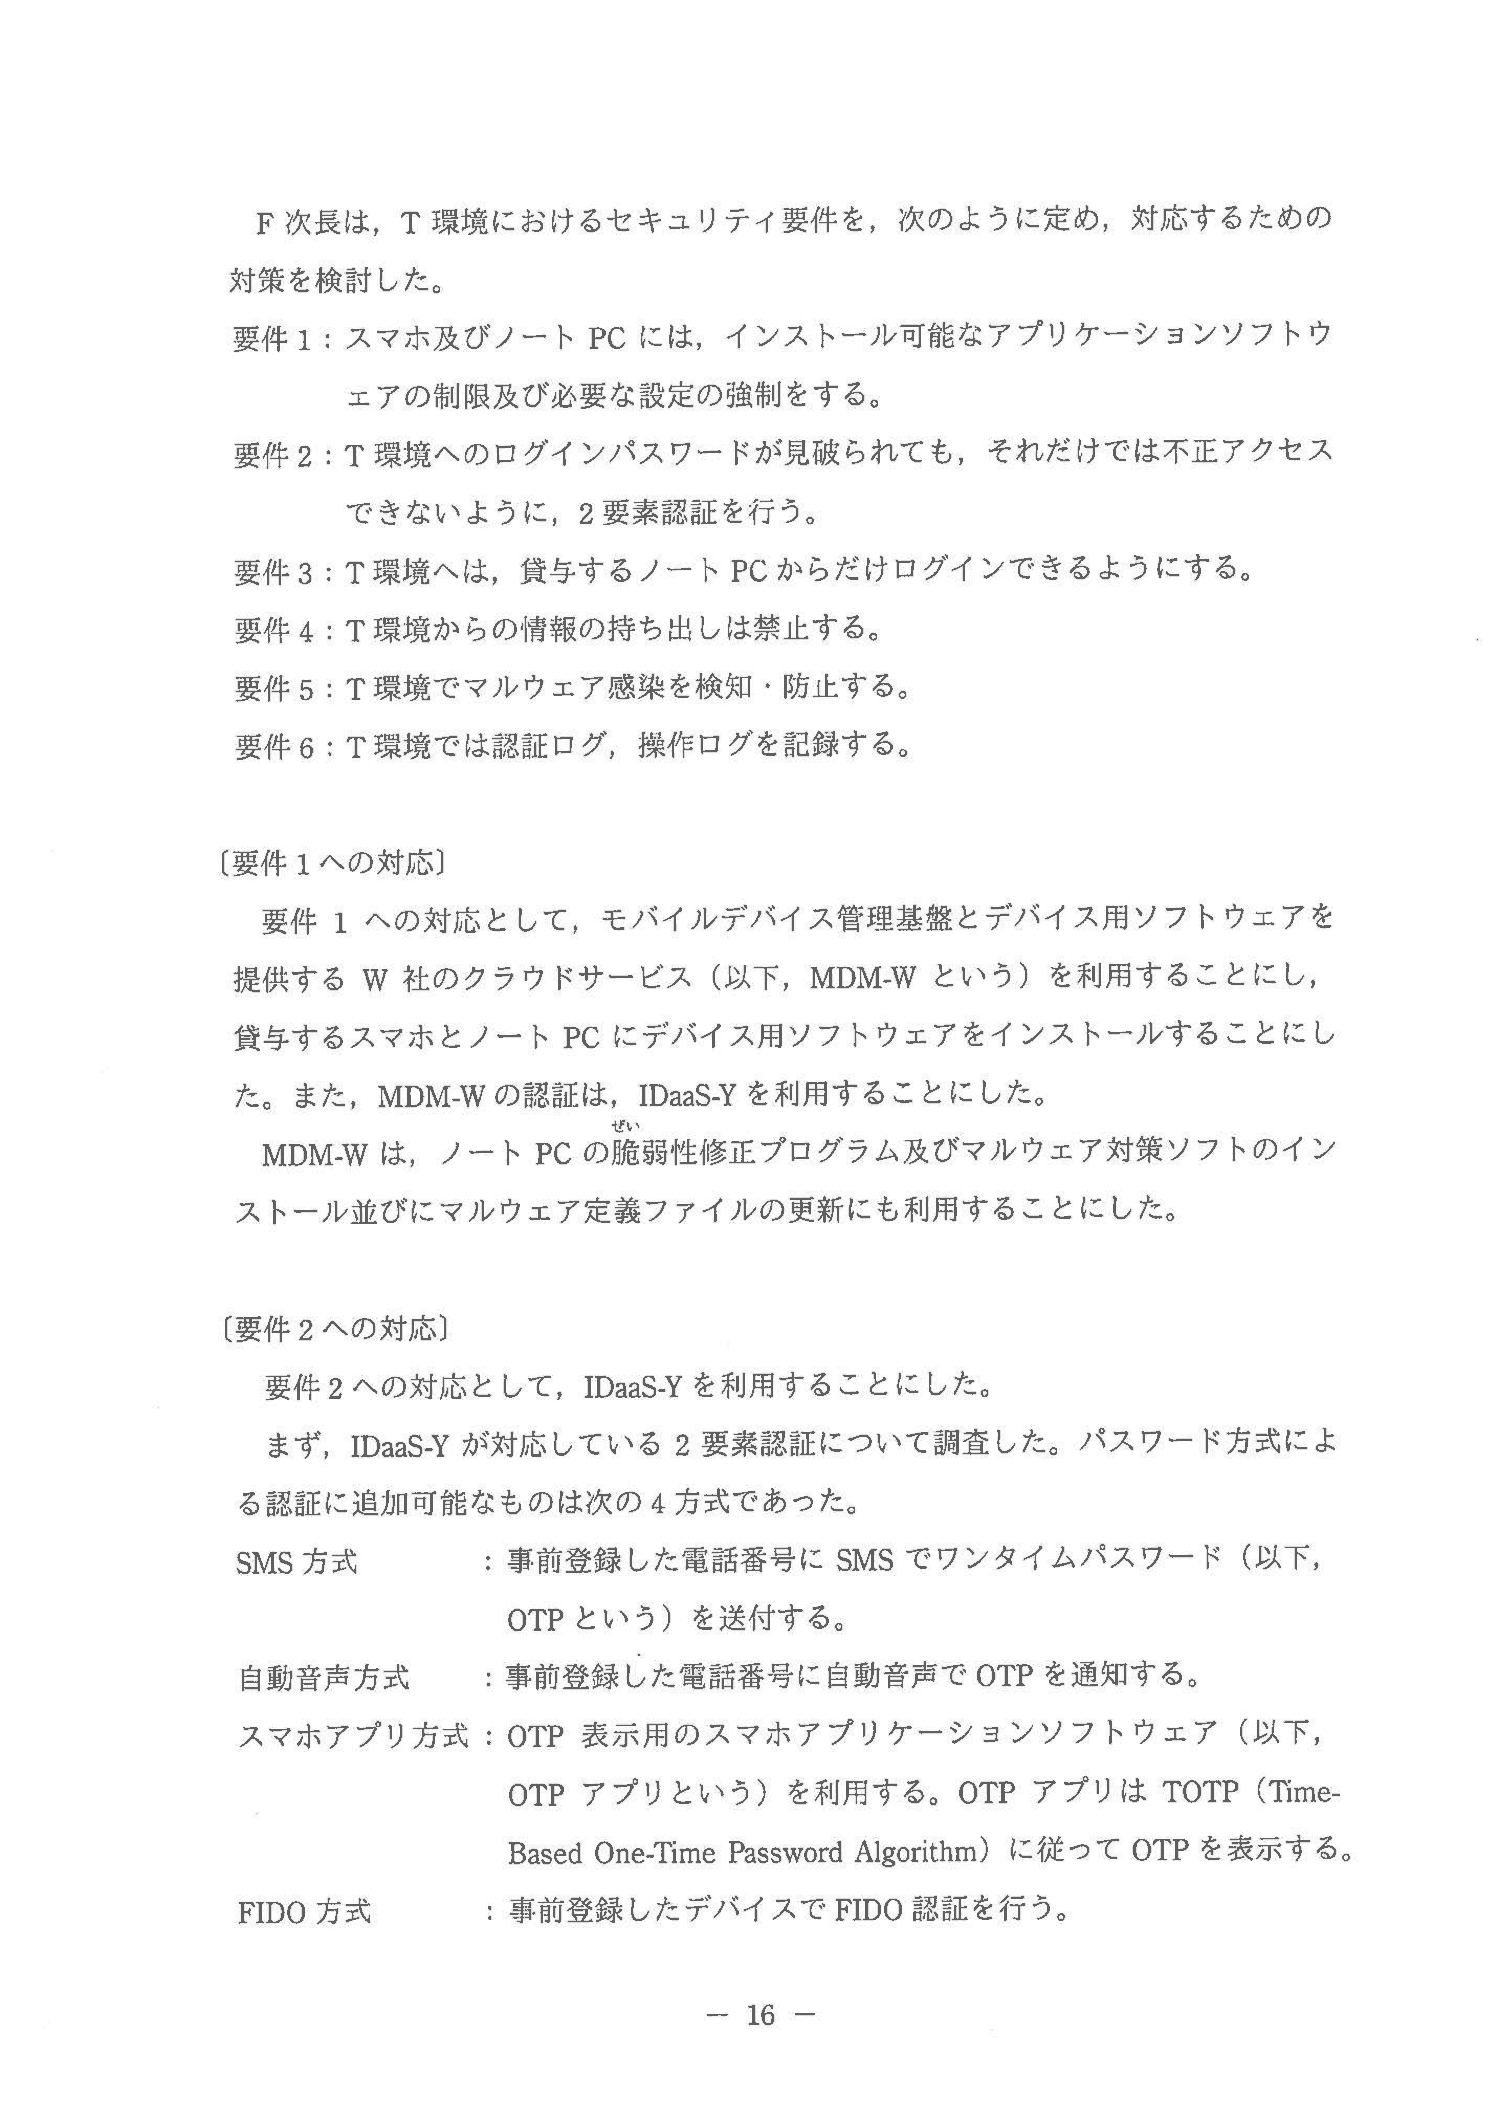 F 次長は，T 環境におけるセキュリティ要件を，次のように定め，対応するための
対策を検討した。
要件 1：スマホ及びノート PC には，インストール可能なアプリケーションソフトウ
ェアの制限及び必要な設定の強制をする。
要件 2：T 環境へのログインパスワードが見破られても，それだけでは不正アクセス
できないように，2 要素認証を行う。
要件 3：T 環境へは，貸与するノート PC からだけログインできるようにする。
要件 4：T 環境からの情報の持ち出しは禁止する。
要件 5：T 環境でマルウェア感染を検知・防止する。
要件 6：T 環境では認証ログ，操作ログを記録する。
〔要件 1 への対応〕
要件 1 への対応として，モバイルデバイス管理基盤とデバイス用ソフトウェアを
提供する W 社のクラウドサービス（以下，MDM-W という）を利用することにし，
貸与するスマホとノート PC にデバイス用ソフトウェアをインストールすることにし
た。また，MDM-W の認証は，IDaaS-Y を利用することにした。
ぜい
MDM-W は，ノート PC の脆弱性修正プログラム及びマルウェア対策ソフトのイン
ストール並びにマルウェア定義ファイルの更新にも利用することにした。
〔要件 2 への対応〕
要件 2 への対応として，IDaaS-Y を利用することにした。
まず，IDaaS-Y が対応している 2 要素認証について調査した。パスワード方式によ
る認証に追加可能なものは次の 4 方式であった。
SMS 方式 ：事前登録した電話番号に SMS でワンタイムパスワード（以下，
OTP という）を送付する。
自動音声方式 ：事前登録した電話番号に自動音声で OTP を通知する。
スマホアプリ方式：OTP 表示用のスマホアプリケーションソフトウェア（以下，
OTP アプリという）を利用する。OTP アプリは TOTP（Time-
Based One-Time Password Algorithm）に従って OTP を表示する。
FIDO 方式 ：事前登録したデバイスで FIDO 認証を行う。
－ 16 －